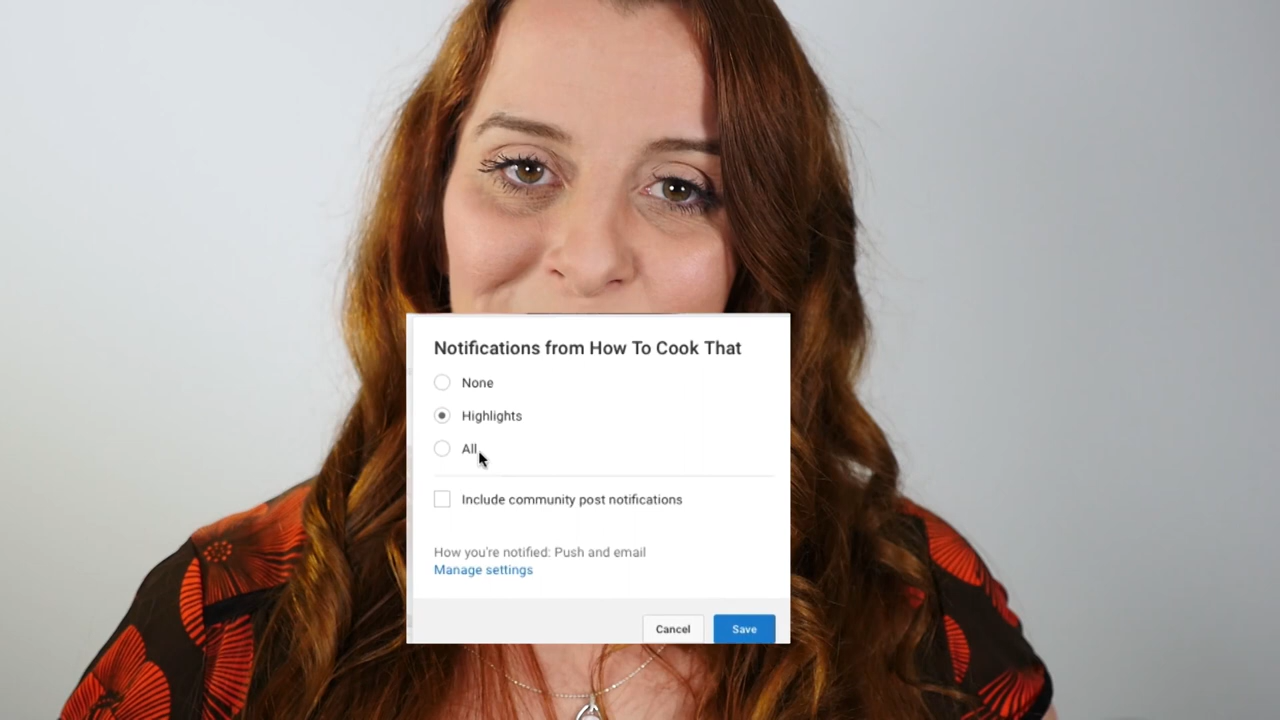 Notifications from How To Cook That
None
Highlights
All
Include community post notifications
How you're notified: Push and email
Manage settings
Cancel
Save